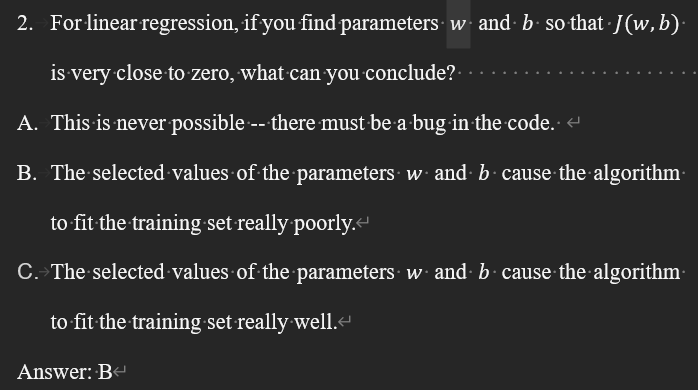 2. For linear regression, if you find parameters w and b so that J(w, b)
is very close to zero, what can you conclude?
A. This is never possible -- there must be a bug in the code.
B. The selected values of the parameters w and b cause the algorithm
to fit the training set really poorly.
C. The selected values of the parameters w and b cause the algorithm
to fit the training set really well.
Answer: B